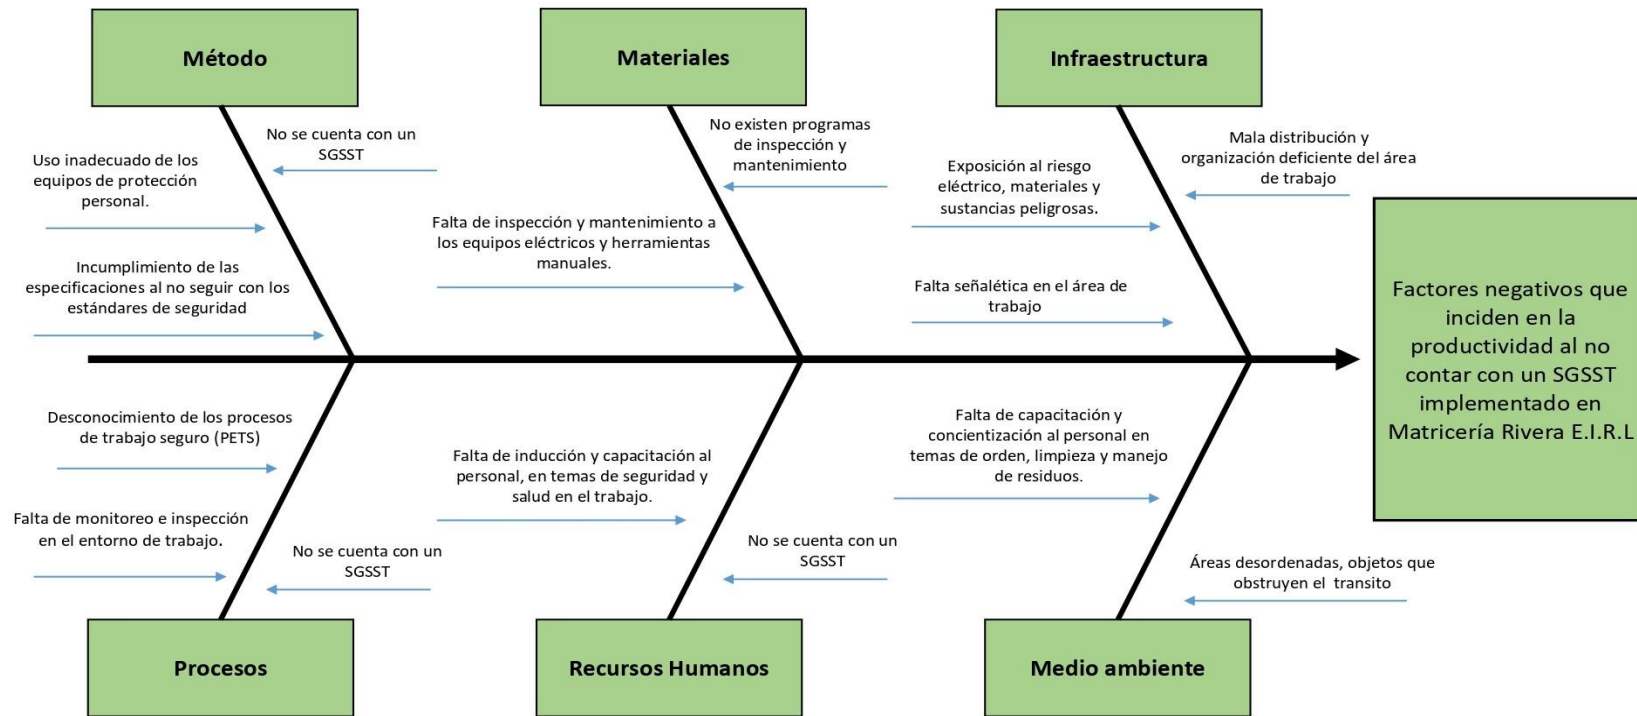 Método
Materiales
Infraestructura
No se cuenta con un
SGSST
Uso inadecuado de los
equipos de protección
personal.
Incumplimiento de las
especificaciones al no seguir con los
estándares de seguridad
No existen programas
de inspección y
mantenimiento
Falta de inspección y mantenimiento a
los equipos eléctricos y herramientas
manuales.
Mala distribución y
organización deficiente del área
de trabajo
Exposición al riesgo
eléctrico, materiales y
sustancias peligrosas.
Falta señalética en el área de
trabajo
Factores negativos que
inciden en la
productividad al no
contar con un SGSST
implementado en
Matricería Rivera E.I.R.L
Desconocimiento de los procesos
de trabajo seguro (PETS)
Falta de monitoreo e inspección
en el entorno de trabajo.
No se cuenta con un
SGSST
Falta de inducción y capacitación al
personal, en temas de seguridad y
salud en el trabajo.
No se cuenta con un
SGSST
Falta de capacitación y
concientización al personal en
temas de orden, limpieza y manejo
de residuos.
Áreas desordenadas, objetos que
obstruyen el transito
Procesos
Recursos Humanos
Medio ambiente